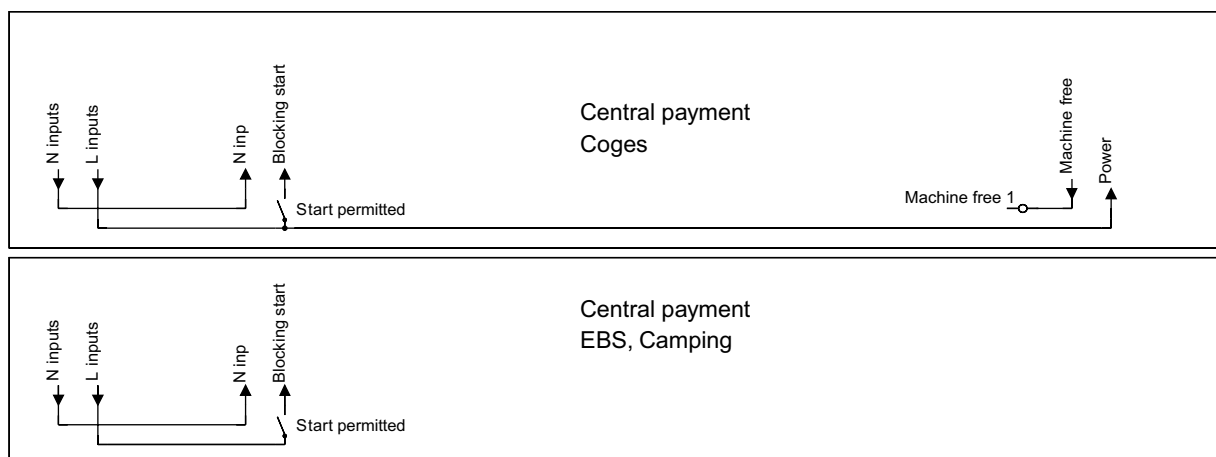 N inputs
L inputs
N inp
Blocking start
Start permitted
Central payment
Coges
Machine free 1
Machine free
Power
N inputs
L inputs
N inp
Blocking start
Start permitted
Central payment
EBS, Camping